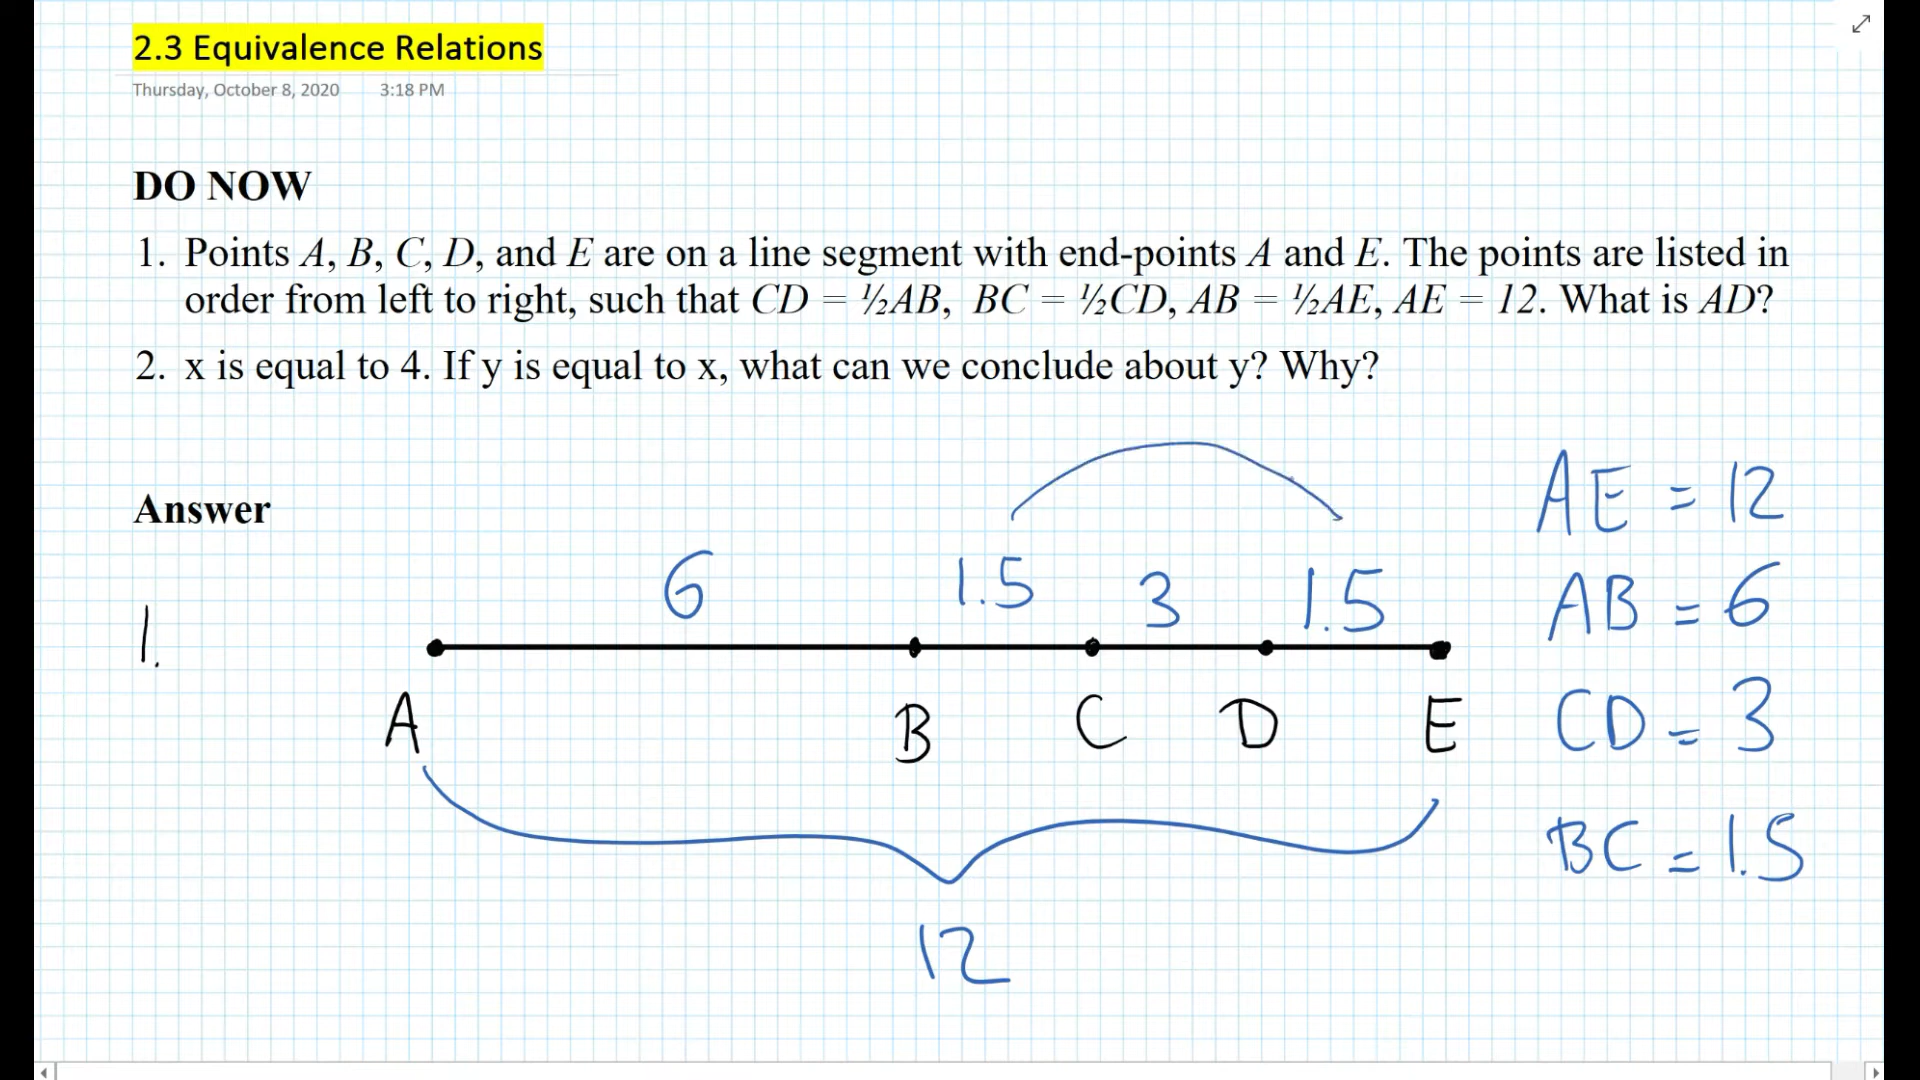 2.3 Equivalence Relations
Thursday, October 8, 2020 3:18 PM
DO NOW
1. Points A, B, C, D, and E are on a line segment with end-points A and E. The points are listed in
order from left to right, such that CD = ½AB, BC = ½CD, AB = ½AE, AE = 12. What is AD?
2. x is equal to 4. If y is equal to x, what can we conclude about y? Why?
Answer
AE = 12
6 1.5 3 1.5
AB = 6
1.
A B C D E
CD = 3
BC = 1.5
12